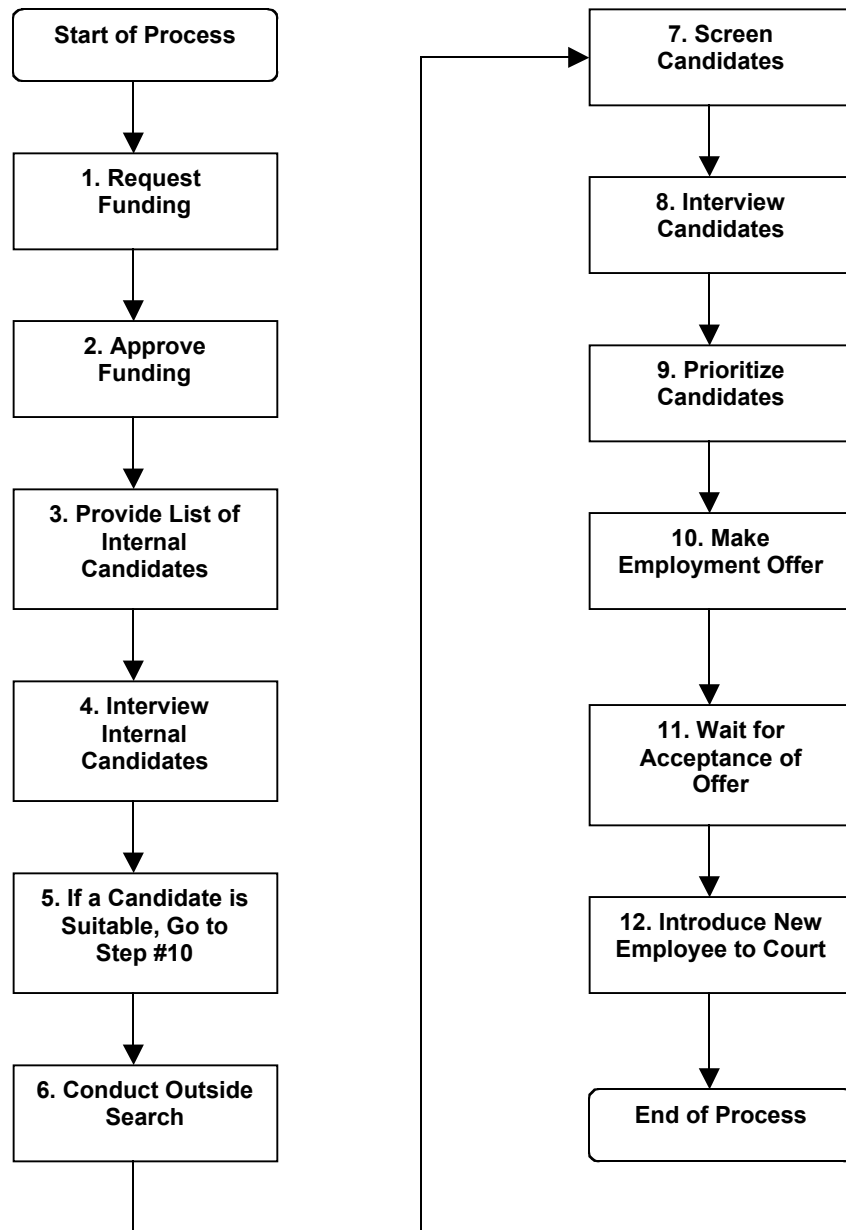 Start of Process
1. Request
Funding
2. Approve
Funding
3. Provide List of
Internal
Candidates
4. Interview
Internal
Candidates
5. If a Candidate is
Suitable, Go to
Step #10
6. Conduct Outside
Search
7. Screen
Candidates
8. Interview
Candidates
9. Prioritize
Candidates
10. Make
Employment Offer
11. Wait for
Acceptance of
Offer
12. Introduce New
Employee to Court
End of Process